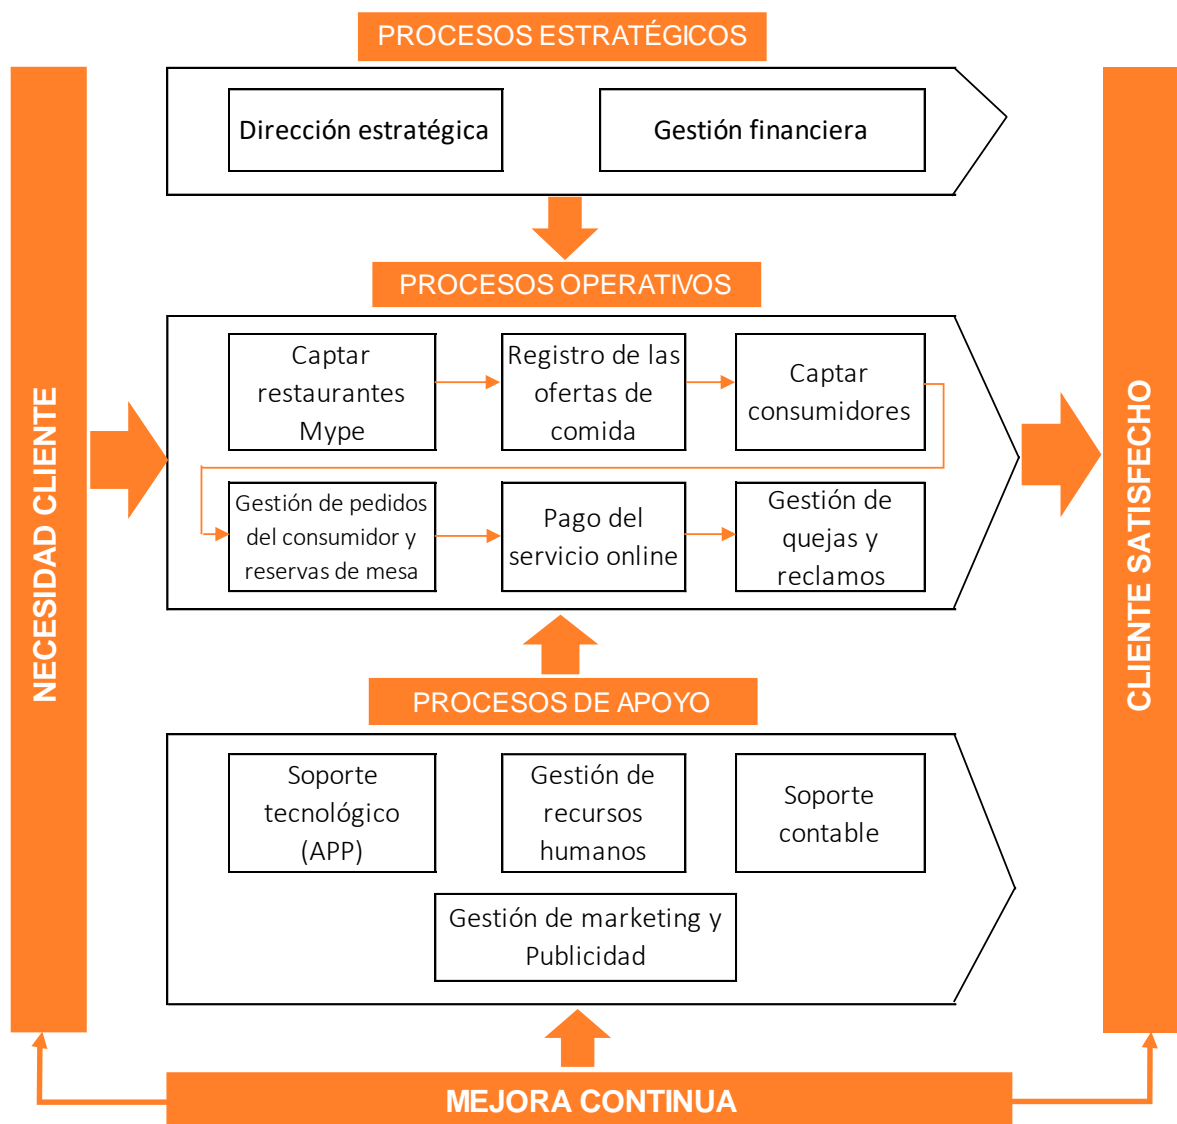 PROCESOS ESTRATÉGICOS
Dirección estratégica
Gestión financiera
PROCESOS OPERATIVOS
NECESIDAD CLIENTE
Captar
restaurantes
Mype
Registro de las
ofertas de
comida
Captar
consumidores
Gestión de pedidos
del consumidor y
reservas de mesa
Pago del
servicio online
Gestión de
quejas y
reclamos
CLIENTE SATISFECHO
PROCESOS DE APOYO
Soporte
tecnológico
(APP)
Gestión de
recursos
humanos
Soporte
contable
Gestión de marketing y
Publicidad
MEJORA CONTINUA